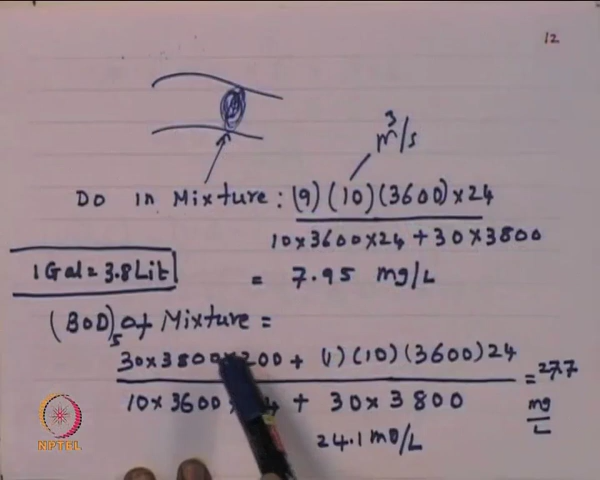 12
m³/s
DO in Mixture: (9)(10)(3600)×24
10×3600×24 + 30×3800
= 7.95 mg/L
1 Gal = 3.8 Lit
(BOD)₅ of Mixture =
30×3800×200 + (1)(10)(3600)24
10×3600 + 30×3800
= 27.7 mg/L
24.1 mg/L
NPTEL